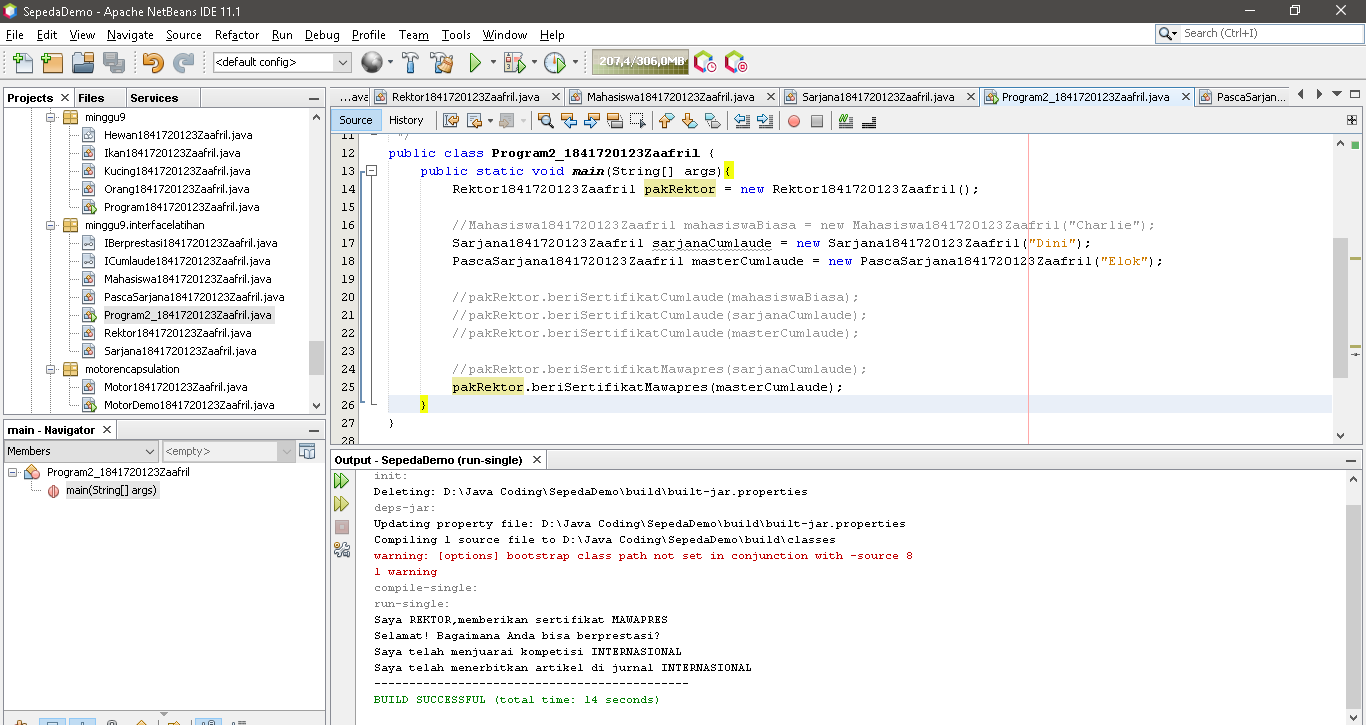 SepedaDemo - Apache NetBeans IDE 11.1
File Edit View Navigate Source Refactor Run Debug Profile Team Tools Window Help
Search (Ctrl+I)
<default config>
207,4/306,0MB
Projects Files Services
minggu9
Hewan1841720123Zaafril.java
Ikan1841720123Zaafril.java
Kucing1841720123Zaafril.java
Orang1841720123Zaafril.java
Program1841720123Zaafril.java
minggu9.interfacelatihan
IBerprestasi1841720123Zaafril.java
ICumlaude1841720123Zaafril.java
Mahasiswa1841720123Zaafril.java
PascaSarjana1841720123Zaafril.java
Program2_1841720123Zaafril.java
Rektor1841720123Zaafril.java
Sarjana1841720123Zaafril.java
motorencapsulation
Motor1841720123Zaafril.java
MotorDemo1841720123Zaafril.java
main - Navigator
Members
<empty>
Program2_1841720123Zaafril
main(String[] args)
...ava Rektor1841720123Zaafril.java Mahasiswa1841720123Zaafril.java Sarjana1841720123Zaafril.java Program2_1841720123Zaafril.java PascaSarjan...
Source History
11 */
12 public class Program2_1841720123Zaafril {
13 public static void main(String[] args){
14 Rektor1841720123Zaafril pakRektor = new Rektor1841720123Zaafril();
15
16 //Mahasiswa1841720123Zaafril mahasiswaBiasa = new Mahasiswa1841720123Zaafril("Charlie");
17 Sarjana1841720123Zaafril sarjanaCumlaude = new Sarjana1841720123Zaafril("Dini");
18 PascaSarjana1841720123Zaafril masterCumlaude = new PascaSarjana1841720123Zaafril("Elok");
19
20 //pakRektor.beriSertifikatCumlaude(mahasiswaBiasa);
21 //pakRektor.beriSertifikatCumlaude(sarjanaCumlaude);
22 //pakRektor.beriSertifikatCumlaude(masterCumlaude);
23
24 //pakRektor.beriSertifikatMawapres(sarjanaCumlaude);
25 pakRektor.beriSertifikatMawapres(masterCumlaude);
26 }
27 }
28
Output - SepedaDemo (run-single)
init:
Deleting: D:\Java Coding\SepedaDemo\build\built-jar.properties
deps-jar:
Updating property file: D:\Java Coding\SepedaDemo\build\built-jar.properties
Compiling 1 source file to D:\Java Coding\SepedaDemo\build\classes
warning: [options] bootstrap class path not set in conjunction with -source 8
1 warning
compile-single:
run-single:
Saya REKTOR,memberikan sertifikat MAWAPRES
Selamat! Bagaimana Anda bisa berprestasi?
Saya telah menjuarai kompetisi INTERNASIONAL
Saya telah menerbitkan artikel di jurnal INTERNASIONAL
---------------------------------------------
BUILD SUCCESSFUL (total time: 14 seconds)